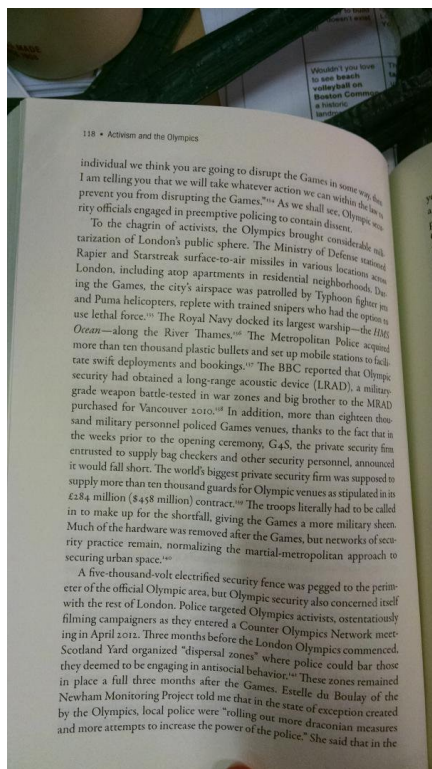 MADE
Wouldn't you love
to see beach
volleyball on
Boston Common
a historic
118 • Activism and the Olympics
individual we think you are going to disrupt the Games in some way, then
I am telling you that we will take whatever action we can within the law to
prevent you from disrupting the Games."¹³⁴ As we shall see, Olympic secu-
rity officials engaged in preemptive policing to contain dissent.
To the chagrin of activists, the Olympics brought considerable mili-
tarization of London's public sphere. The Ministry of Defense stationed
Rapier and Starstreak surface-to-air missiles in various locations across
London, including atop apartments in residential neighborhoods. Dur-
ing the Games, the city's airspace was patrolled by Typhoon fighter jets
and Puma helicopters, replete with trained snipers who had the option to
use lethal force.¹³⁵ The Royal Navy docked its largest warship—the HMS
Ocean—along the River Thames.¹³⁶ The Metropolitan Police acquired
more than ten thousand plastic bullets and set up mobile stations to facili-
tate swift deployments and bookings.¹³⁷ The BBC reported that Olympic
security had obtained a long-range acoustic device (LRAD), a military-
grade weapon battle-tested in war zones and big brother to the MRAD
purchased for Vancouver 2010.¹³⁸ In addition, more than eighteen thou-
sand military personnel policed Games venues, thanks to the fact that in
the weeks prior to the opening ceremony, G4S, the private security firm
entrusted to supply bag checkers and other security personnel, announced
it would fall short. The world's biggest private security firm was supposed to
supply more than ten thousand guards for Olympic venues as stipulated in its
£284 million ($458 million) contract.¹³⁹ The troops literally had to be called
in to make up for the shortfall, giving the Games a more military sheen.
Much of the hardware was removed after the Games, but networks of secu-
rity practice remain, normalizing the martial-metropolitan approach to
securing urban space.¹⁴⁰
A five-thousand-volt electrified security fence was pegged to the perim-
eter of the official Olympic area, but Olympic security also concerned itself
with the rest of London. Police targeted Olympics activists, ostentatiously
filming campaigners as they entered a Counter Olympics Network meet-
ing in April 2012. Three months before the London Olympics commenced,
Scotland Yard organized "dispersal zones" where police could bar those
they deemed to be engaging in antisocial behavior.¹⁴¹ These zones remained
in place a full three months after the Games. Estelle du Boulay of the
Newham Monitoring Project told me that in the state of exception created
by the Olympics, local police were "rolling out more draconian measures
and more attempts to increase the power of the police." She said that in the